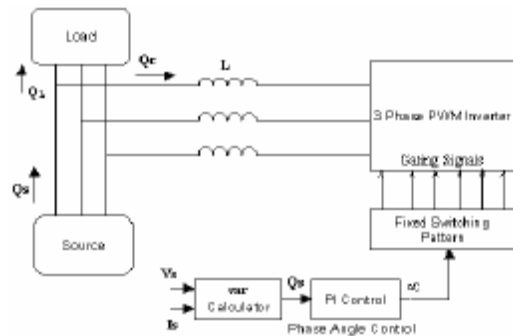 Load
Qc
L
QL
3 Phase PWM Inverter
Gating Signals
Qs
Fixed Switching
Pattern
Source
Vs
var
Calculator
Qs
PI Control
∝
Is
Phase Angle Control